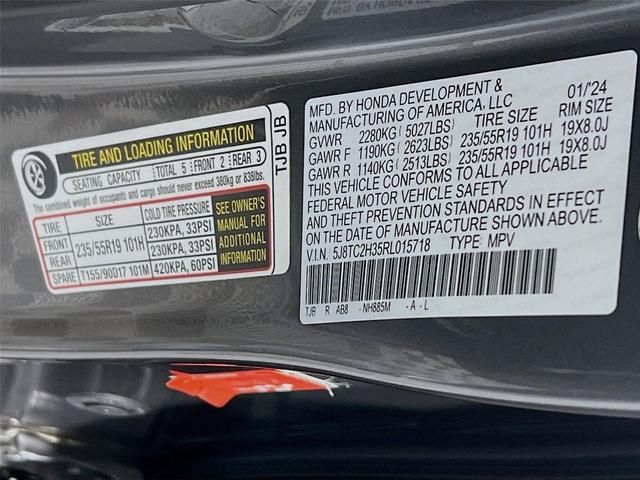 TIRE AND LOADING INFORMATION
SEATING CAPACITY TOTAL 5 FRONT 2 REAR 3
The combined weight of occupants and cargo should never exceed 380kg or 838lbs.
TIRE SIZE COLD TIRE PRESSURE
FRONT 235/55R19 101H 230KPA, 33PSI
REAR 230KPA, 33PSI
SPARE T155/90D17 101M 420KPA, 60PSI
SEE OWNER'S
MANUAL FOR
ADDITIONAL
INFORMATION
TJB JB
MFD. BY HONDA DEVELOPMENT & 01/'24
MANUFACTURING OF AMERICA, LLC
TIRE SIZE RIM SIZE
GVWR 2280KG(5027LBS)
GAWR F 1190KG(2623LBS) 235/55R19 101H 19X8.0J
GAWR R 1140KG(2513LBS) 235/55R19 101H 19X8.0J
THIS VEHICLE CONFORMS TO ALL APPLICABLE
FEDERAL MOTOR VEHICLE SAFETY
AND THEFT PREVENTION STANDARDS IN EFFECT
ON THE DATE OF MANUFACTURE SHOWN ABOVE.
V.I.N. 5J8TC2H35RL015718 TYPE: MPV
TJB R AB8 -NH885M -A-L